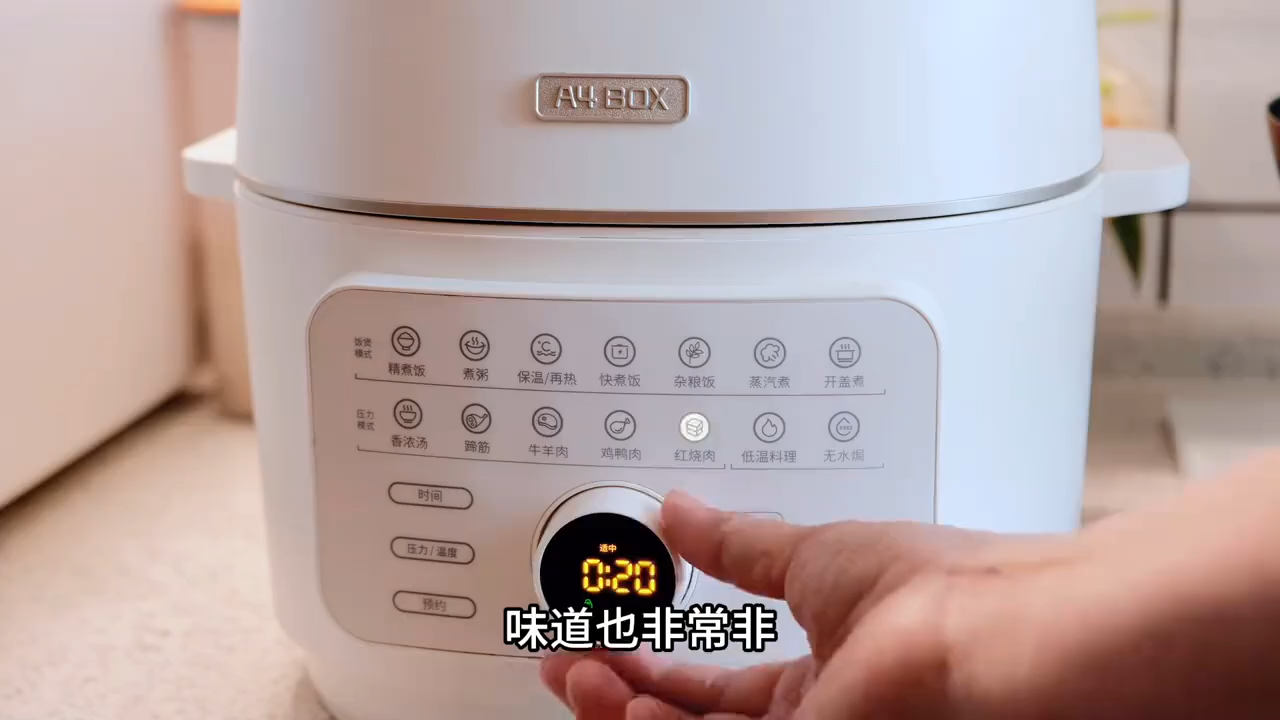 A4 BOX
饭煲模式
精煮饭 煮粥 保温/再热 快煮饭 杂粮饭 蒸汽煮 开盖煮
压力模式
香浓汤 蹄筋 牛羊肉 鸡鸭肉 红烧肉 低温料理 无水焗
时间
压力/温度
预约
适中
0:20
味道也非常非